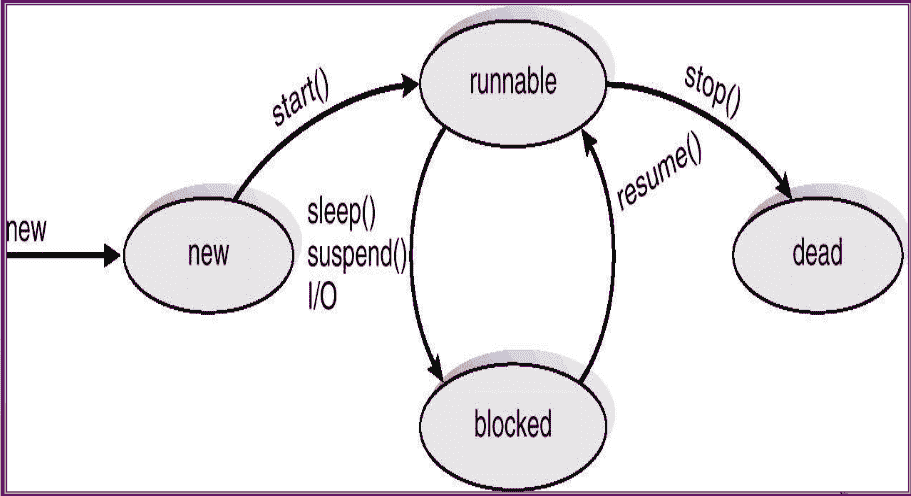 runnable
start()
stop()
resume()
new
sleep()
suspend()
I/O
new
dead
blocked